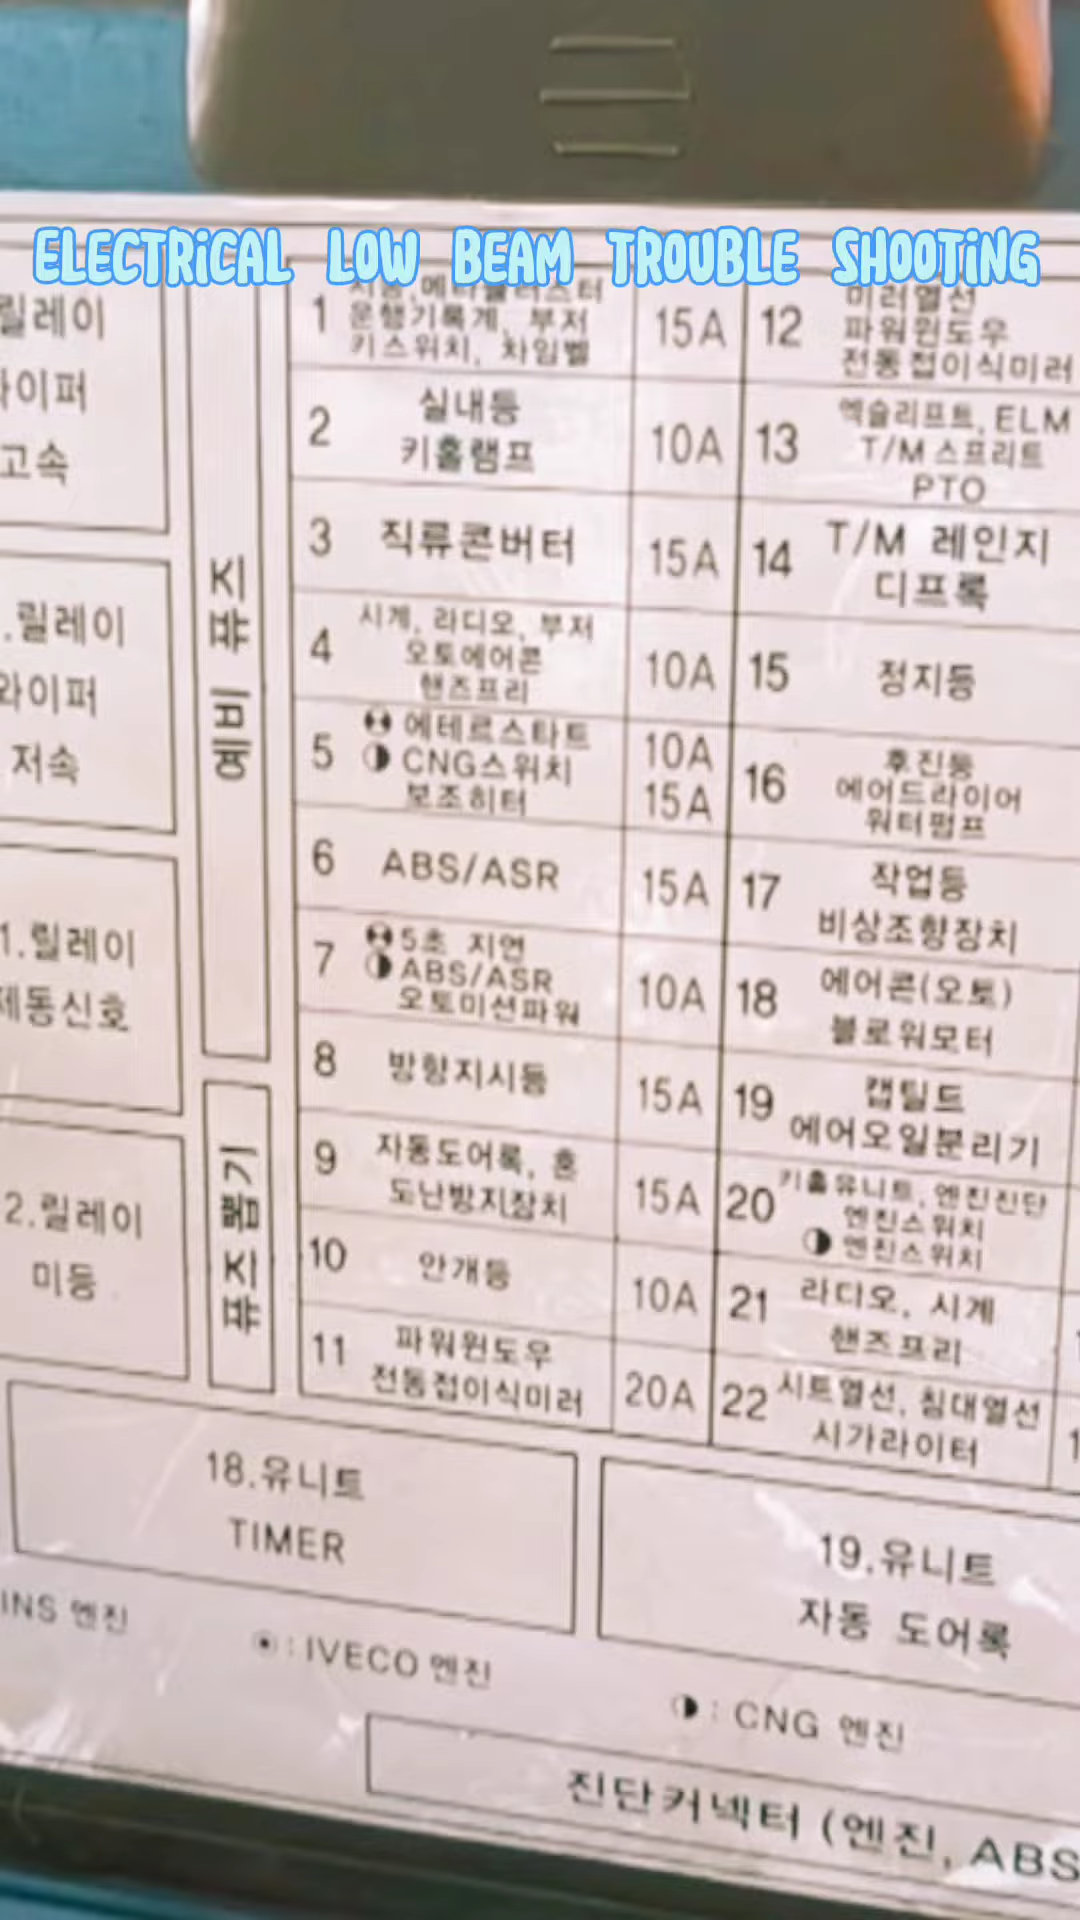 ELECTRICAL LOW BEAM TROUBLE SHOOTING
릴레이
와이퍼
고속
.릴레이
와이퍼
저속
1.릴레이
제동신호
2.릴레이
미등
예비 퓨즈
퓨즈 뽑기
1
운행기록계, 부저
키스위치, 차임벨
15A
2
실내등
키홀램프
10A
3
직류콘버터
15A
4
시계, 라디오, 부저
오토에어콘
핸즈프리
10A
5
에테르스타트
CNG스위치
보조히터
10A
15A
6
ABS/ASR
15A
7
5초 지연
ABS/ASR
오토미션파워
10A
8
방향지시등
15A
9
자동도어록, 혼
도난방지장치
15A
10
안개등
10A
11
파워윈도우
전동접이식미러
20A
12
미러열선
파워윈도우
전동접이식미러
13
엑슬리프트, ELM
T/M 스프리트
PTO
14
T/M 레인지
디프록
15
정지등
16
후진등
에어드라이어
워터펌프
17
작업등
비상조향장치
18
에어콘(오토)
블로워모터
19
캡틸트
에어오일분리기
20
키홀유니트, 엔진진단
엔진스위치
엔진스위치
21
라디오, 시계
핸즈프리
22
시트열선, 침대열선
시가라이터
18.유니트
TIMER
19.유니트
자동 도어록
INS 엔진
: IVECO 엔진
: CNG 엔진
진단커넥터 (엔진, ABS